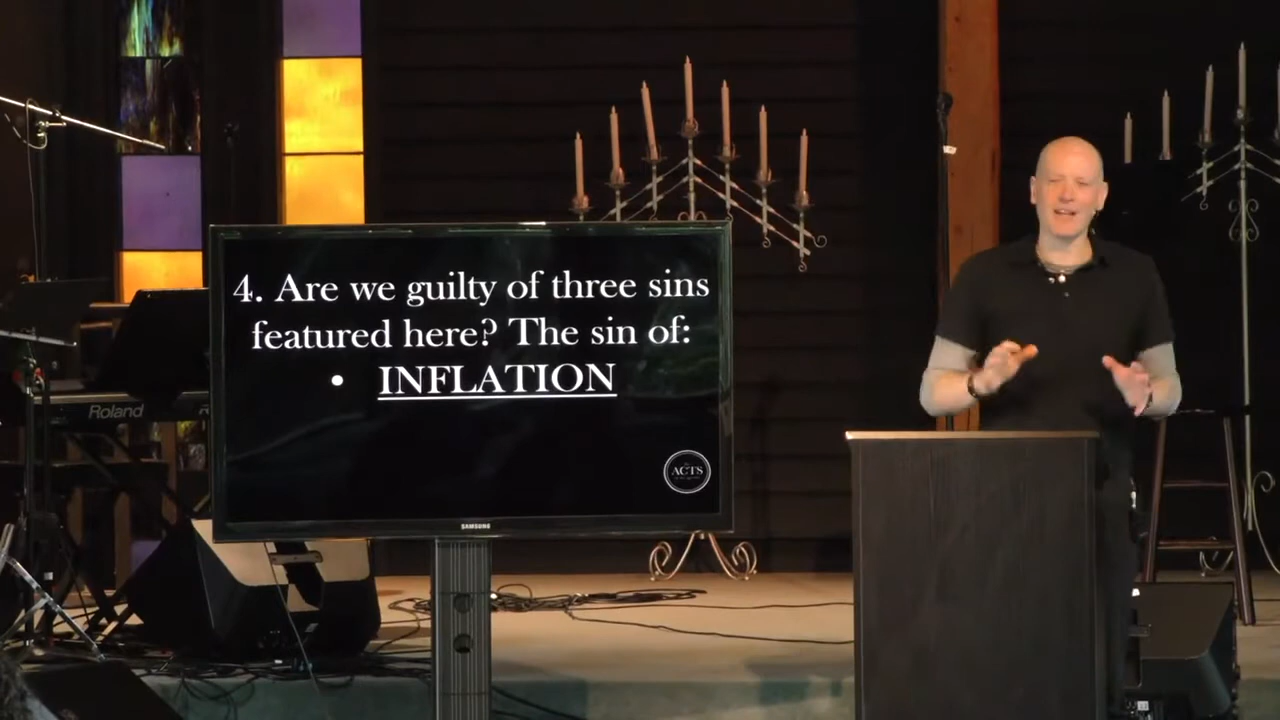 4. Are we guilty of three sins
featured here? The sin of:
• INFLATION
ACTS
SAMSUNG
Roland